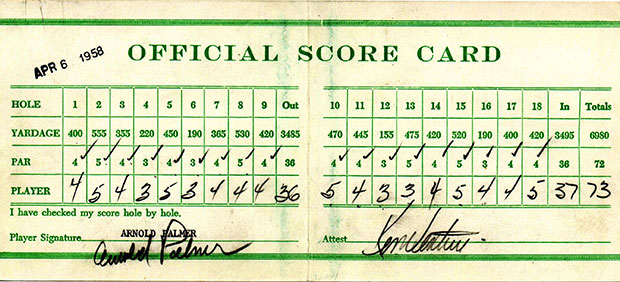 APR 6 1958
OFFICIAL SCORE CARD
HOLE 1 2 3 4 5 6 7 8 9 Out 10 11 12 13 14 15 16 17 18 In Totals
YARDAGE 400 555 355 220 450 190 365 530 420 3485 470 445 155 475 420 520 190 400 420 3495 6980
PAR 4 5 4 3 4 3 4 5 4 36 4 4 3 5 4 5 3 4 4 36 72
PLAYER 4 5 4 3 5 3 4 4 4 36 5 4 3 3 4 5 4 4 5 37 73
I have checked my score hole by hole.
Player Signature ARNOLD PALMER Attest Ken Venturi
Arnold Palmer